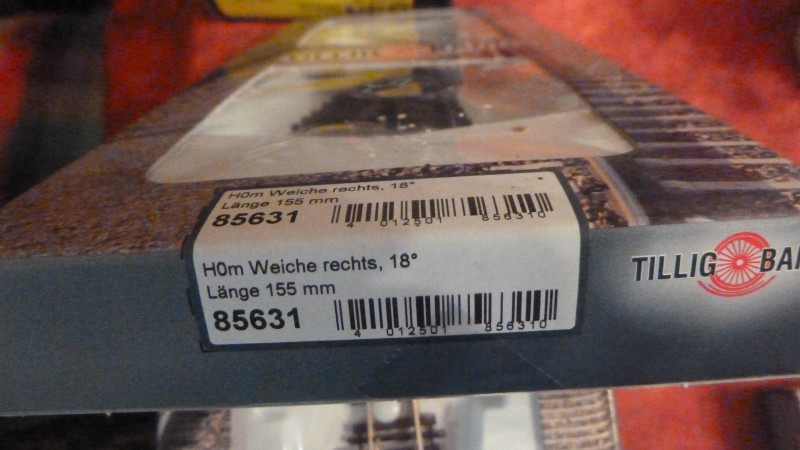 H0m Weiche rechts, 18°
Länge 155 mm
85631
4 012501 856310
H0m Weiche rechts, 18°
Länge 155 mm
85631
4 012501 856310
TILLIG BAH